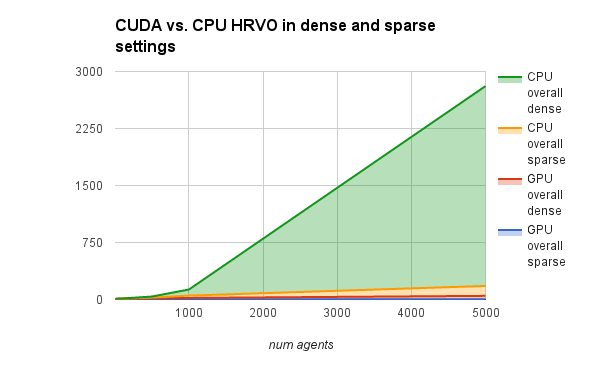 CUDA vs. CPU HRVO in dense and sparse
settings
3000
2250
1500
750
0
1000
2000
3000
4000
5000
num agents
CPU
overall
dense
CPU
overall
sparse
GPU
overall
dense
GPU
overall
sparse